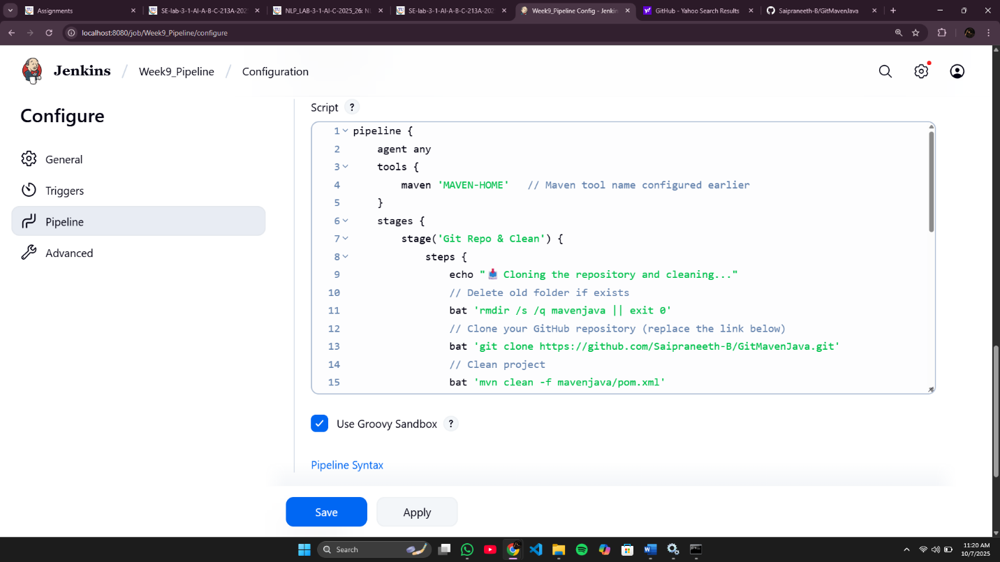 Assignments
SE-lab-3-1-AI-A-B-C-213A-202
NLP_LAB-3-1-AI-C-2025_26: NL
SE-lab-3-1-AI-A-B-C-213A-202
Week9_Pipeline Config - Jenkin
GitHub - Yahoo Search Results
Saipraneeth-B/GitMavenJava
localhost:8080/job/Week9_Pipeline/configure
Jenkins / Week9_Pipeline / Configuration
Configure
General
Triggers
Pipeline
Advanced
Script ?
1 pipeline {
2 agent any
3 tools {
4 maven 'MAVEN-HOME' // Maven tool name configured earlier
5 }
6 stages {
7 stage('Git Repo & Clean') {
8 steps {
9 echo "📥 Cloning the repository and cleaning..."
10 // Delete old folder if exists
11 bat 'rmdir /s /q mavenjava || exit 0'
12 // Clone your GitHub repository (replace the link below)
13 bat 'git clone https://github.com/Saipraneeth-B/GitMavenJava.git'
14 // Clean project
15 bat 'mvn clean -f mavenjava/pom.xml'
Use Groovy Sandbox ?
Pipeline Syntax
Save
Apply
Search
11:20 AM
10/7/2025